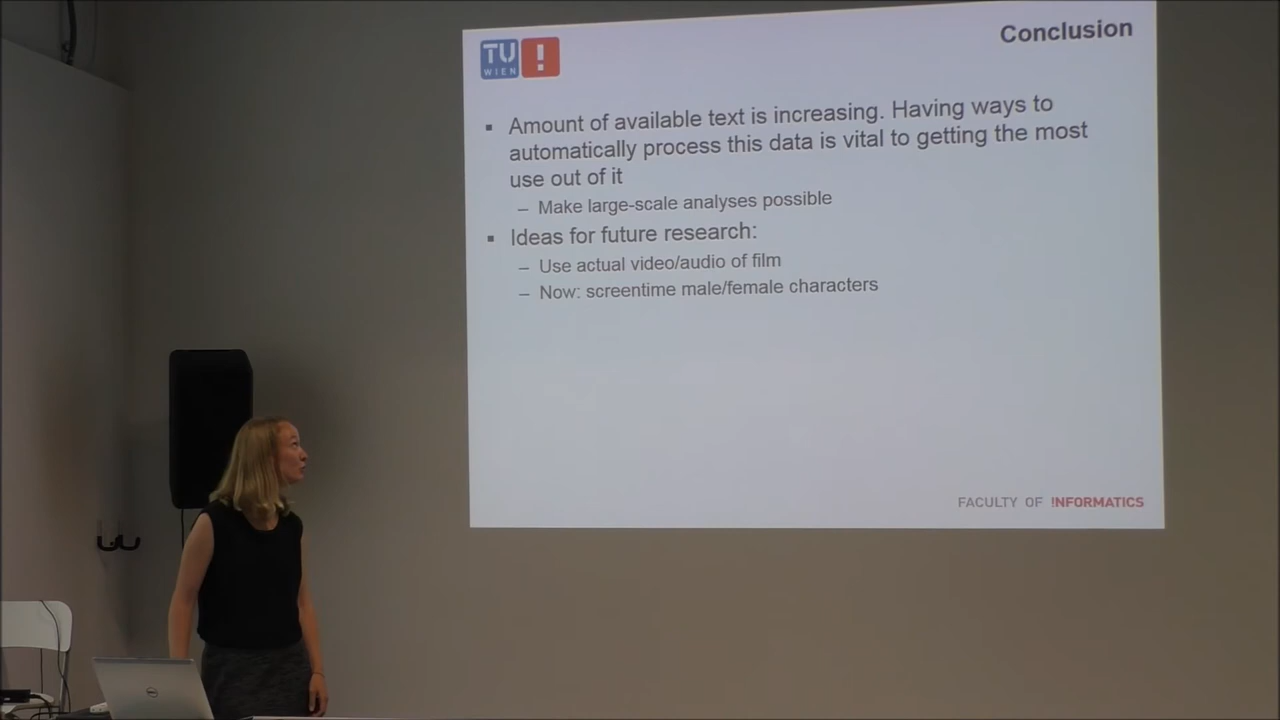 TU
WIEN
!
Conclusion
▪ Amount of available text is increasing. Having ways to
automatically process this data is vital to getting the most
use out of it
– Make large-scale analyses possible
▪ Ideas for future research:
– Use actual video/audio of film
– Now: screentime male/female characters
FACULTY OF !NFORMATICS
DELL